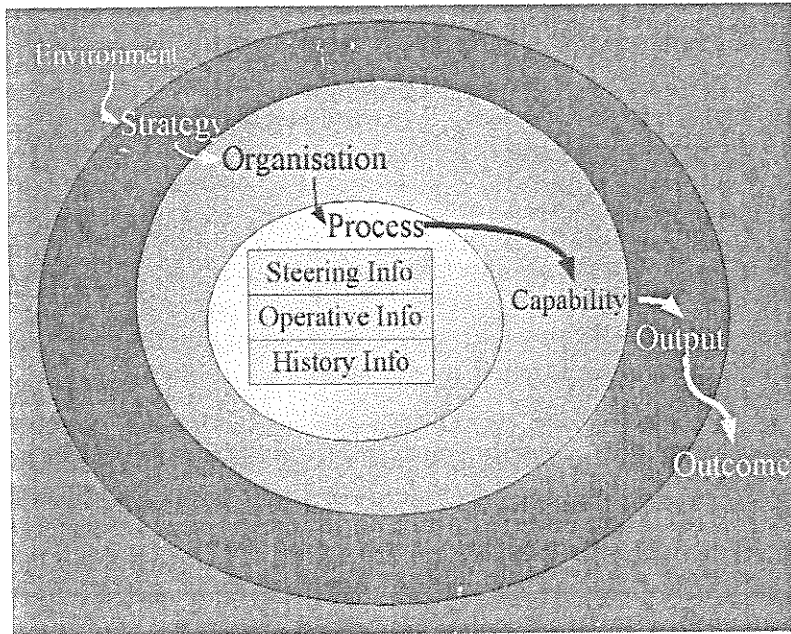 Environment
Strategy
Organisation
Process
Steering Info
Operative Info
History Info
Capability
Output
Outcome